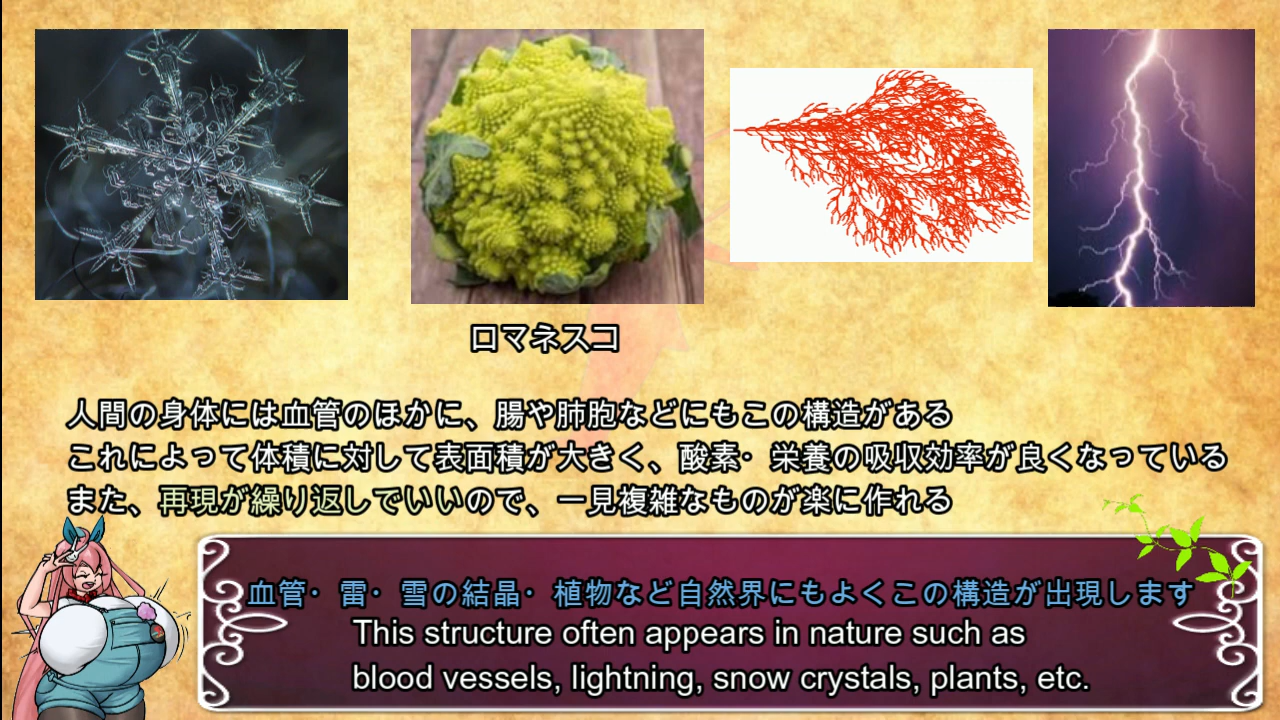 ロマネスコ
人間の身体には血管のほかに、腸や肺胞などにもこの構造がある
これによって体積に対して表面積が大きく、酸素・栄養の吸収効率が良くなっている
また、再現が繰り返しでいいので、一見複雑なものが楽に作れる
血管・雷・雪の結晶・植物など自然界にもよくこの構造が出現します
This structure often appears in nature such as
blood vessels, lightning, snow crystals, plants, etc.